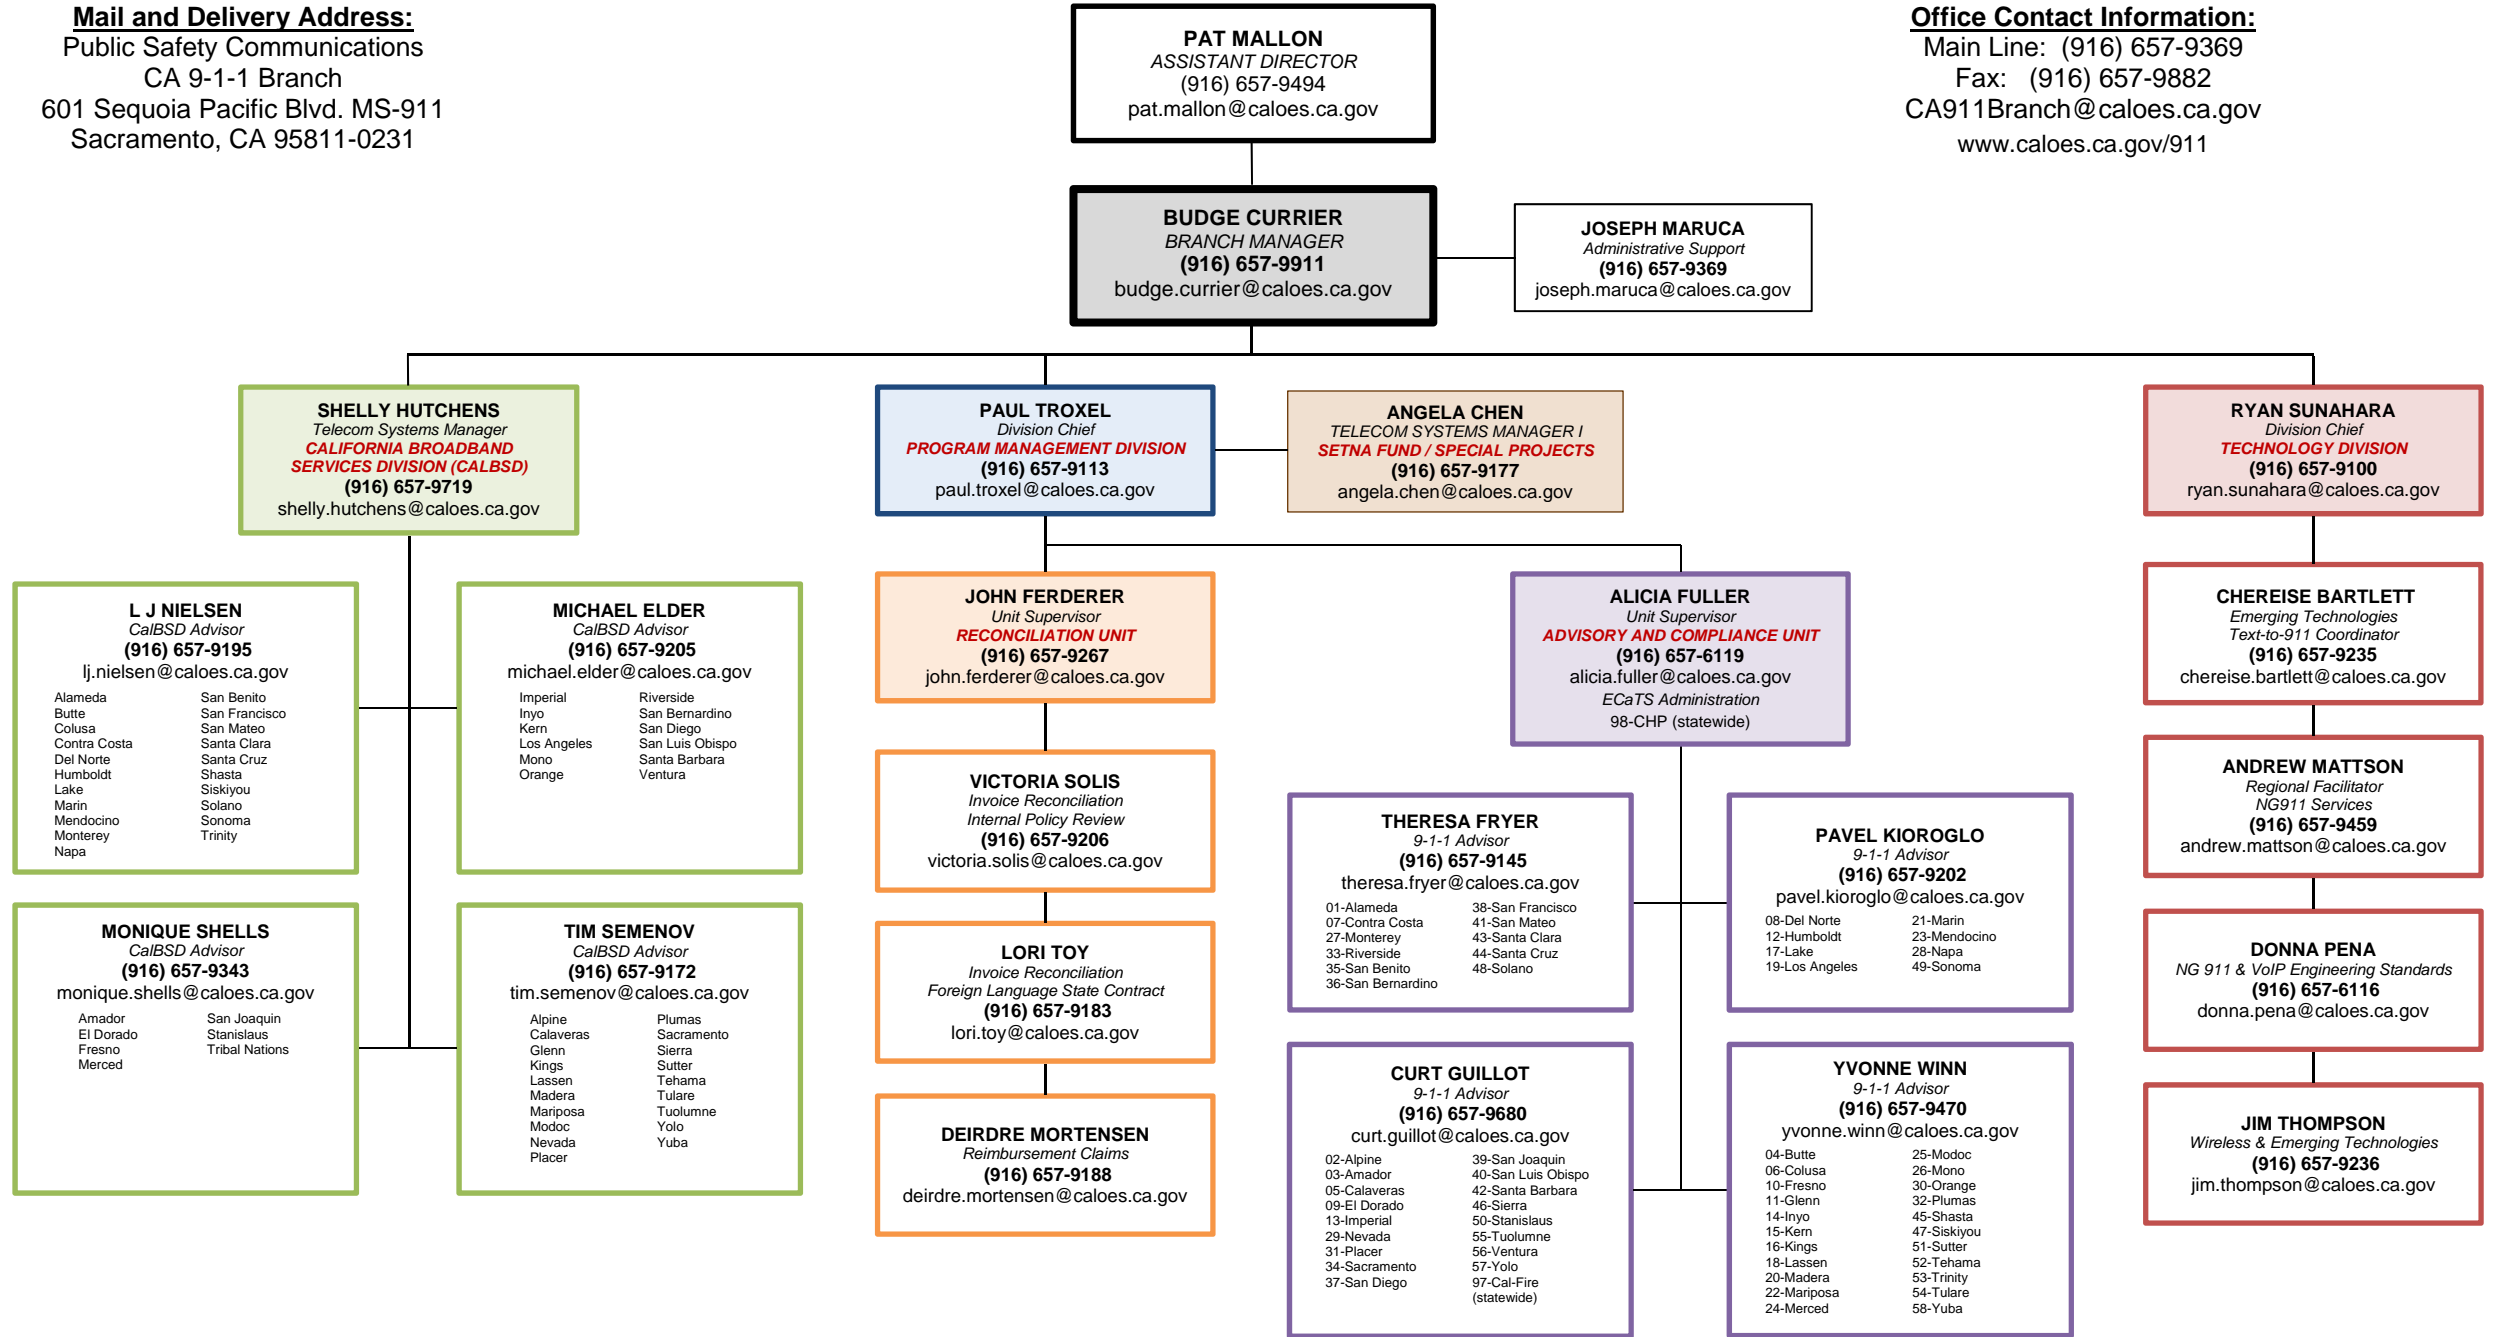 Mail and Delivery Address:
Public Safety Communications
CA 9-1-1 Branch
601 Sequoia Pacific Blvd. MS-911
Sacramento, CA 95811-0231
PAT MALLON
ASSISTANT DIRECTOR
(916) 657-9494
pat.mallon@caloes.ca.gov
Office Contact Information:
Main Line: (916) 657-9369
Fax: (916) 657-9882
CA911Branch@caloes.ca.gov
www.caloes.ca.gov/911
BUDGE CURRIER
BRANCH MANAGER
(916) 657-9911
budge.currier@caloes.ca.gov
JOSEPH MARUCA
Administrative Support
(916) 657-9369
joseph.maruca@caloes.ca.gov
SHELLY HUTCHENS
Telecom Systems Manager
CALIFORNIA BROADBAND
SERVICES DIVISION (CALBSD)
(916) 657-9719
shelly.hutchens@caloes.ca.gov
PAUL TROXEL
Division Chief
PROGRAM MANAGEMENT DIVISION
(916) 657-9113
paul.troxel@caloes.ca.gov
ANGELA CHEN
TELECOM SYSTEMS MANAGER I
SETNA FUND / SPECIAL PROJECTS
(916) 657-9177
angela.chen@caloes.ca.gov
RYAN SUNAHARA
Division Chief
TECHNOLOGY DIVISION
(916) 657-9100
ryan.sunahara@caloes.ca.gov
L J NIELSEN
CalBSD Advisor
(916) 657-9195
lj.nielsen@caloes.ca.gov
Alameda San Benito
Butte San Francisco
Colusa San Mateo
Contra Costa Santa Clara
Del Norte Santa Cruz
Humboldt Shasta
Lake Siskiyou
Marin Solano
Mendocino Sonoma
Monterey Trinity
Napa
MICHAEL ELDER
CalBSD Advisor
(916) 657-9205
michael.elder@caloes.ca.gov
Imperial Riverside
Inyo San Bernardino
Kern San Diego
Los Angeles San Luis Obispo
Mono Santa Barbara
Orange Ventura
MONIQUE SHELLS
CalBSD Advisor
(916) 657-9343
monique.shells@caloes.ca.gov
Amador San Joaquin
El Dorado Stanislaus
Fresno Tribal Nations
Merced
TIM SEMENOV
CalBSD Advisor
(916) 657-9172
tim.semenov@caloes.ca.gov
Alpine Plumas
Calaveras Sacramento
Glenn Sierra
Kings Sutter
Lassen Tehama
Madera Tulare
Mariposa Tuolumne
Modoc Yolo
Nevada Yuba
Placer
JOHN FERDERER
Unit Supervisor
RECONCILIATION UNIT
(916) 657-9267
john.ferderer@caloes.ca.gov
VICTORIA SOLIS
Invoice Reconciliation
Internal Policy Review
(916) 657-9206
victoria.solis@caloes.ca.gov
LORI TOY
Invoice Reconciliation
Foreign Language State Contract
(916) 657-9183
lori.toy@caloes.ca.gov
DEIRDRE MORTENSEN
Reimbursement Claims
(916) 657-9188
deirdre.mortensen@caloes.ca.gov
ALICIA FULLER
Unit Supervisor
ADVISORY AND COMPLIANCE UNIT
(916) 657-6119
alicia.fuller@caloes.ca.gov
ECaTS Administration
98-CHP (statewide)
THERESA FRYER
9-1-1 Advisor
(916) 657-9145
theresa.fryer@caloes.ca.gov
01-Alameda 38-San Francisco
07-Contra Costa 41-San Mateo
27-Monterey 43-Santa Clara
33-Riverside 44-Santa Cruz
35-San Benito 48-Solano
36-San Bernardino
PAVEL KIOROGLO
9-1-1 Advisor
(916) 657-9202
pavel.kioroglo@caloes.ca.gov
08-Del Norte 21-Marin
12-Humboldt 23-Mendocino
17-Lake 28-Napa
19-Los Angeles 49-Sonoma
CURT GUILLOT
9-1-1 Advisor
(916) 657-9680
curt.guillot@caloes.ca.gov
02-Alpine 39-San Joaquin
03-Amador 40-San Luis Obispo
05-Calaveras 42-Santa Barbara
09-El Dorado 46-Sierra
13-Imperial 50-Stanislaus
29-Nevada 55-Tuolumne
31-Placer 56-Ventura
34-Sacramento 57-Yolo
37-San Diego 97-Cal-Fire
(statewide)
YVONNE WINN
9-1-1 Advisor
(916) 657-9470
yvonne.winn@caloes.ca.gov
04-Butte 25-Modoc
06-Colusa 26-Mono
10-Fresno 30-Orange
11-Glenn 32-Plumas
14-Inyo 45-Shasta
15-Kern 47-Siskiyou
16-Kings 51-Sutter
18-Lassen 52-Tehama
20-Madera 53-Trinity
22-Mariposa 54-Tulare
24-Merced 58-Yuba
CHEREISE BARTLETT
Emerging Technologies
Text-to-911 Coordinator
(916) 657-9235
chereise.bartlett@caloes.ca.gov
ANDREW MATTSON
Regional Facilitator
NG911 Services
(916) 657-9459
andrew.mattson@caloes.ca.gov
DONNA PENA
NG 911 & VoIP Engineering Standards
(916) 657-6116
donna.pena@caloes.ca.gov
JIM THOMPSON
Wireless & Emerging Technologies
(916) 657-9236
jim.thompson@caloes.ca.gov